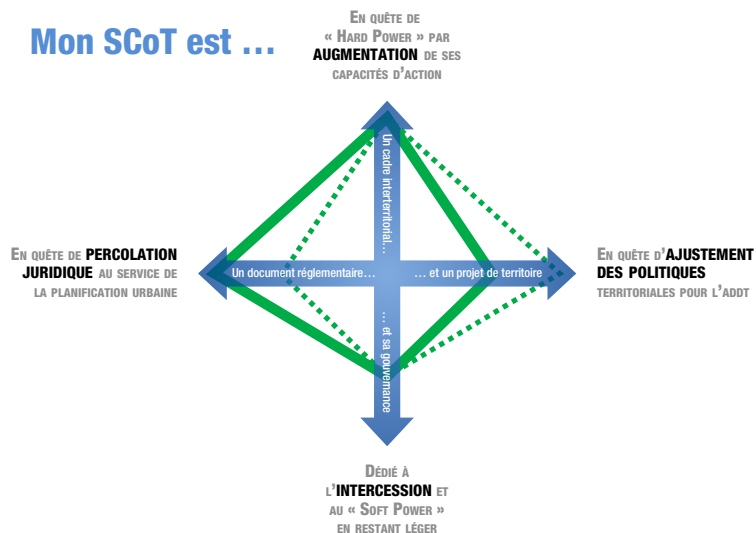 Mon SCoT est …
En quête de
« Hard Power » par
augmentation de ses
capacités d'action
Un cadre interterritorial…
En quête de percolation
juridique au service de
la planification urbaine
Un document réglementaire…
… et un projet de territoire
En quête d'ajustement
des politiques
territoriales pour l'ADDT
… et sa gouvernance
Dédié à
l'intercession et
au « Soft Power »
en restant léger